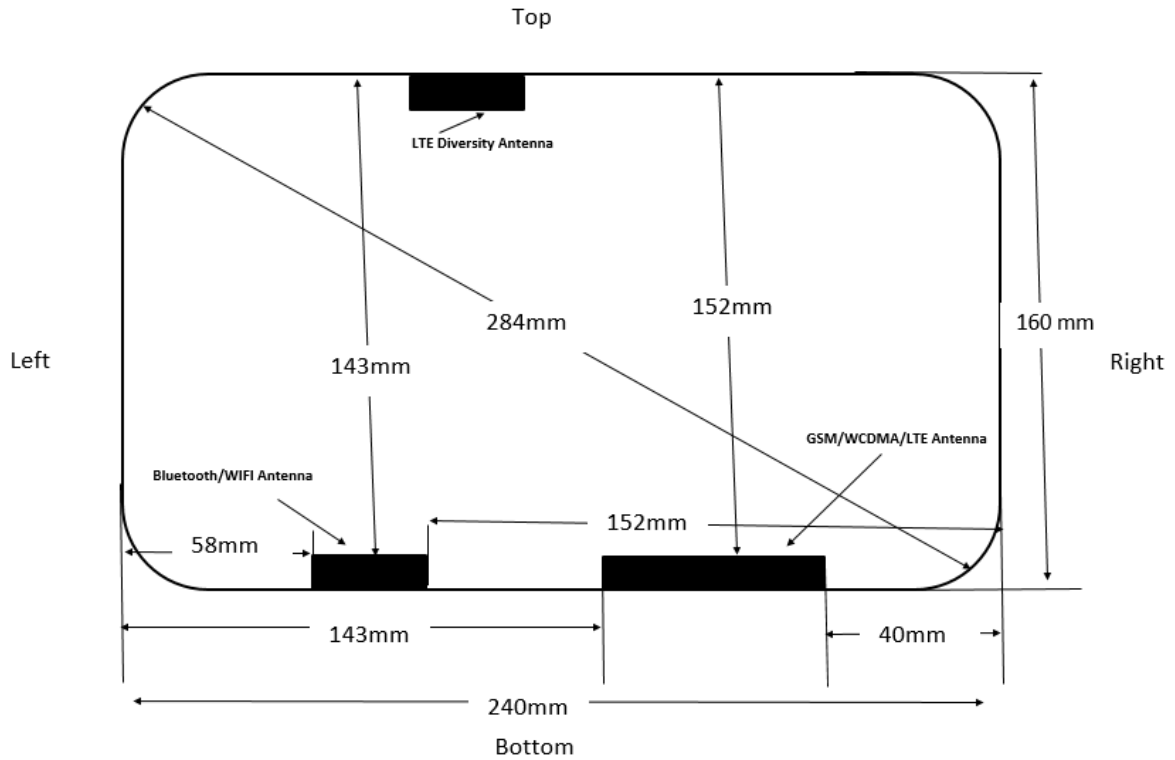 Top
LTE Diversity Antenna
152mm
284mm
160 mm
Left
143mm
Right
GSM/WCDMA/LTE Antenna
Bluetooth/WIFI Antenna
152mm
58mm
143mm
40mm
240mm
Bottom